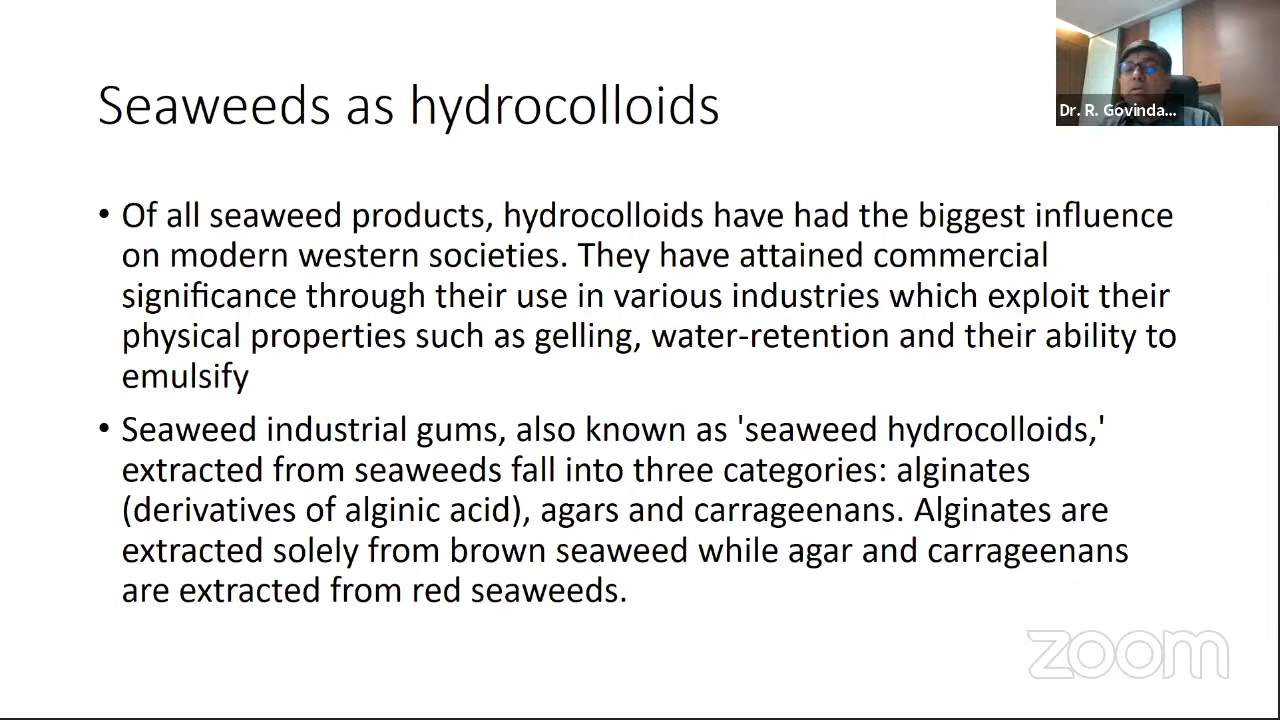 Seaweeds as hydrocolloids
Dr. R. Govinda...
• Of all seaweed products, hydrocolloids have had the biggest influence
on modern western societies. They have attained commercial
significance through their use in various industries which exploit their
physical properties such as gelling, water-retention and their ability to
emulsify
• Seaweed industrial gums, also known as 'seaweed hydrocolloids,'
extracted from seaweeds fall into three categories: alginates
(derivatives of alginic acid), agars and carrageenans. Alginates are
extracted solely from brown seaweed while agar and carrageenans
are extracted from red seaweeds.
zoom